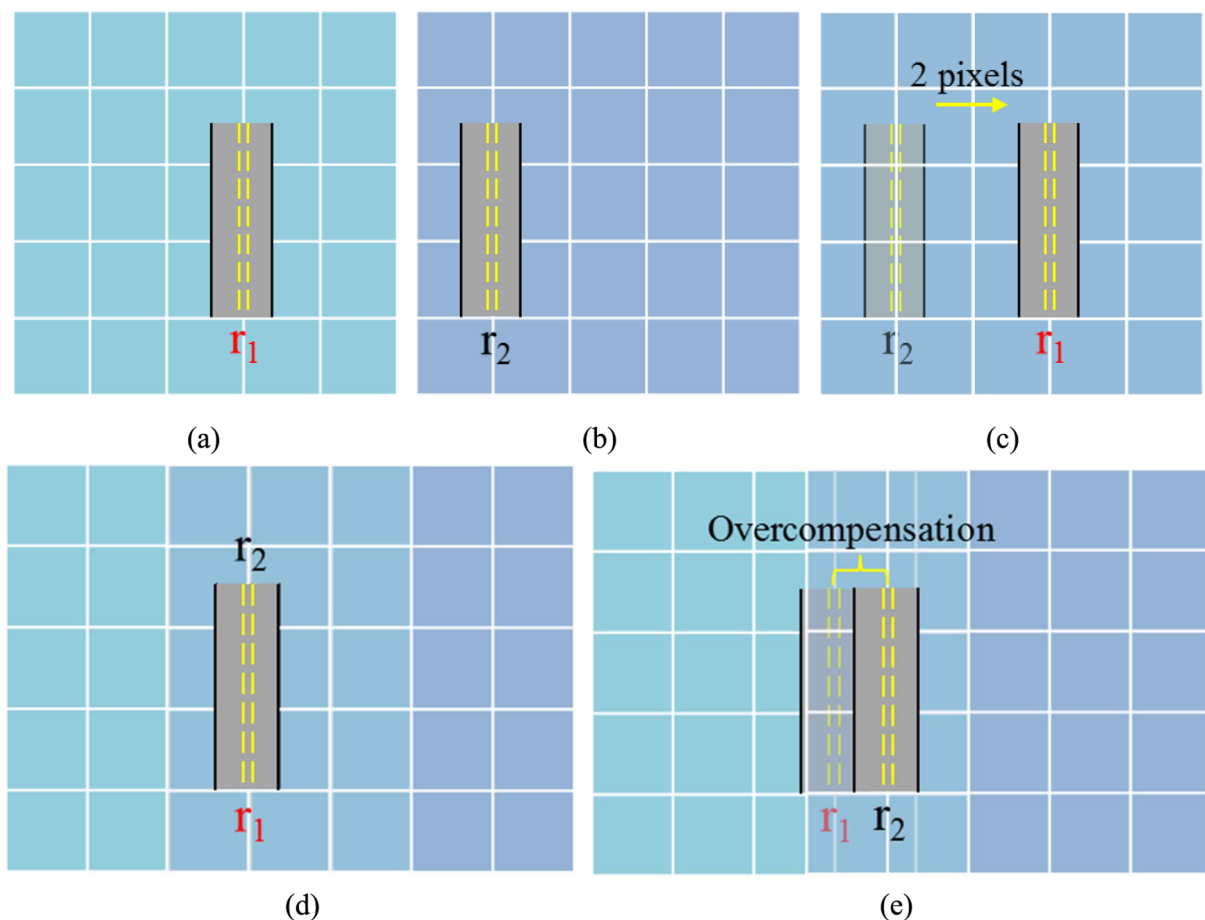 2 pixels
r₁
r₂
r₂
r₁
(a)
(b)
(c)
r₂
Overcompensation
r₁
r₁
r₂
(d)
(e)